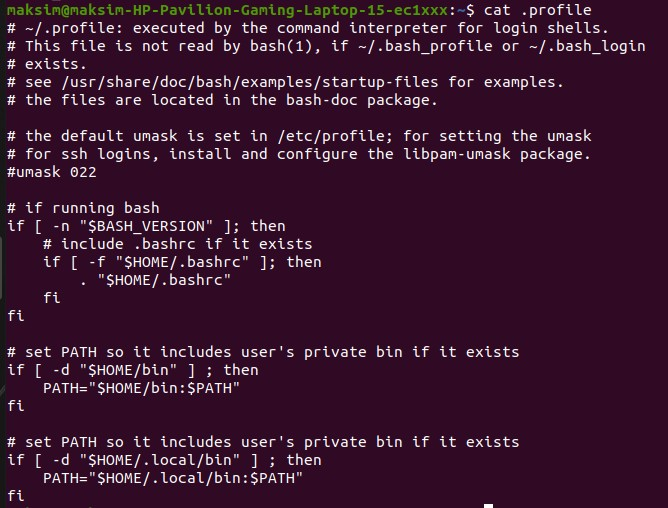 maksim@maksim-HP-Pavilion-Gaming-Laptop-15-ec1xxx:~$ cat .profile
# ~/.profile: executed by the command interpreter for login shells.
# This file is not read by bash(1), if ~/.bash_profile or ~/.bash_login
# exists.
# see /usr/share/doc/bash/examples/startup-files for examples.
# the files are located in the bash-doc package.

# the default umask is set in /etc/profile; for setting the umask
# for ssh logins, install and configure the libpam-umask package.
#umask 022

# if running bash
if [ -n "$BASH_VERSION" ]; then
    # include .bashrc if it exists
    if [ -f "$HOME/.bashrc" ]; then
        . "$HOME/.bashrc"
    fi
fi

# set PATH so it includes user's private bin if it exists
if [ -d "$HOME/bin" ] ; then
    PATH="$HOME/bin:$PATH"
fi

# set PATH so it includes user's private bin if it exists
if [ -d "$HOME/.local/bin" ] ; then
    PATH="$HOME/.local/bin:$PATH"
fi